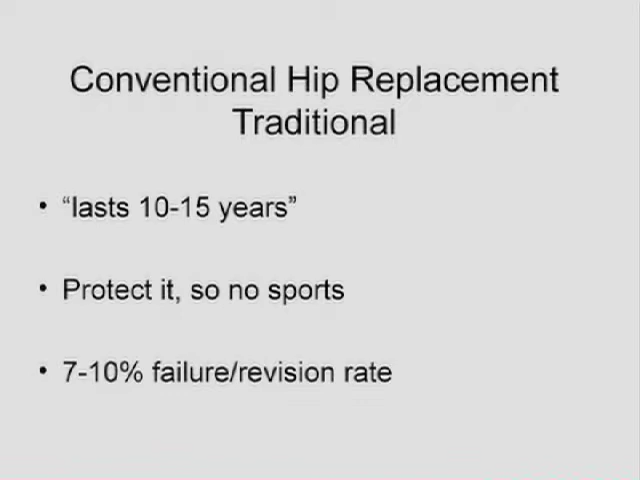 Conventional Hip Replacement
Traditional
• “lasts 10-15 years”
• Protect it, so no sports
• 7-10% failure/revision rate